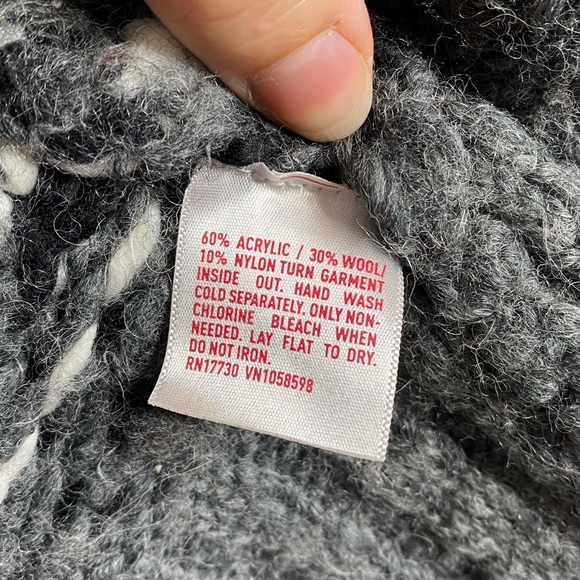 60% ACRYLIC / 30% WOOL/
10% NYLON TURN GARMENT
INSIDE OUT. HAND WASH
COLD SEPARATELY. ONLY NON-
CHLORINE BLEACH WHEN
NEEDED. LAY FLAT TO DRY.
DO NOT IRON.
RN17730 VN1058598